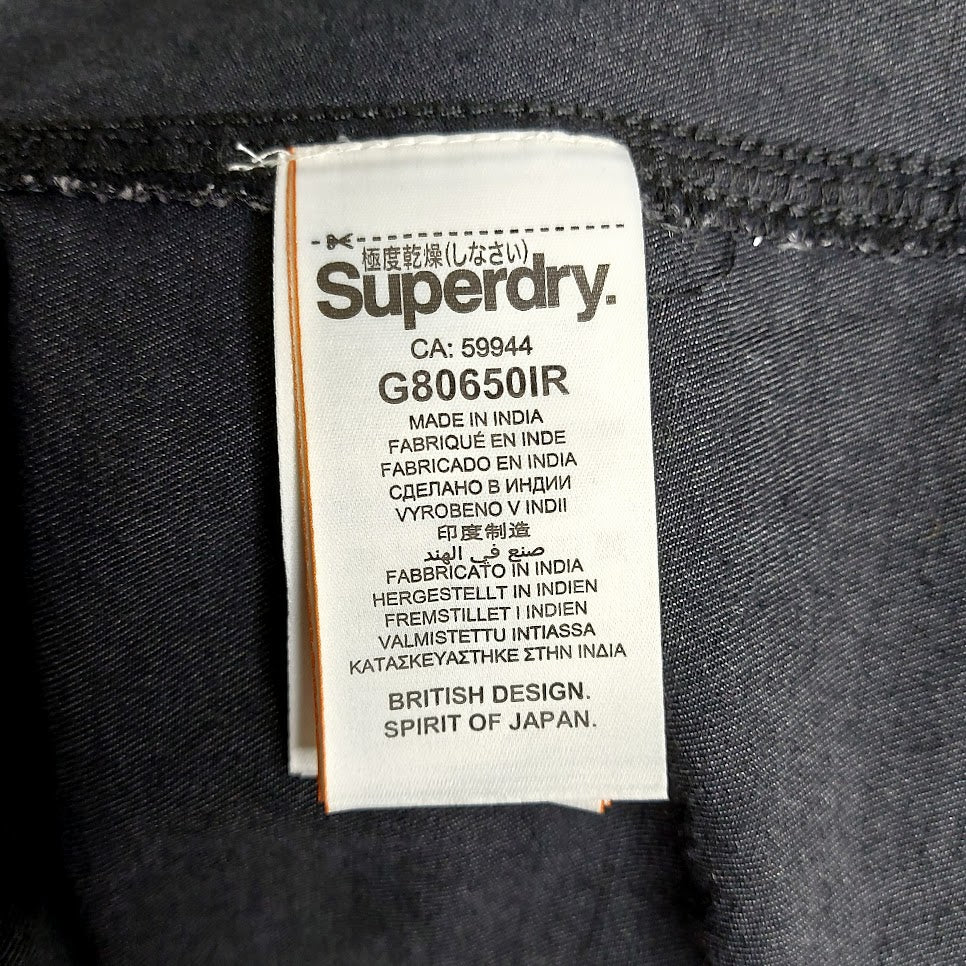 極度乾燥(しなさい)
Superdry.
CA: 59944
G80650IR
MADE IN INDIA
FABRIQUÉ EN INDE
FABRICADO EN INDIA
СДЕЛАНО В ИНДИИ
VYROBENO V INDII
印度制造
صنع في الهند
FABBRICATO IN INDIA
HERGESTELLT IN INDIEN
FREMSTILLET I INDIEN
VALMISTETTU INTIASSA
ΚΑΤΑΣΚΕΥΑΣΤΗΚΕ ΣΤΗΝ ΙΝΔΙΑ
BRITISH DESIGN.
SPIRIT OF JAPAN.